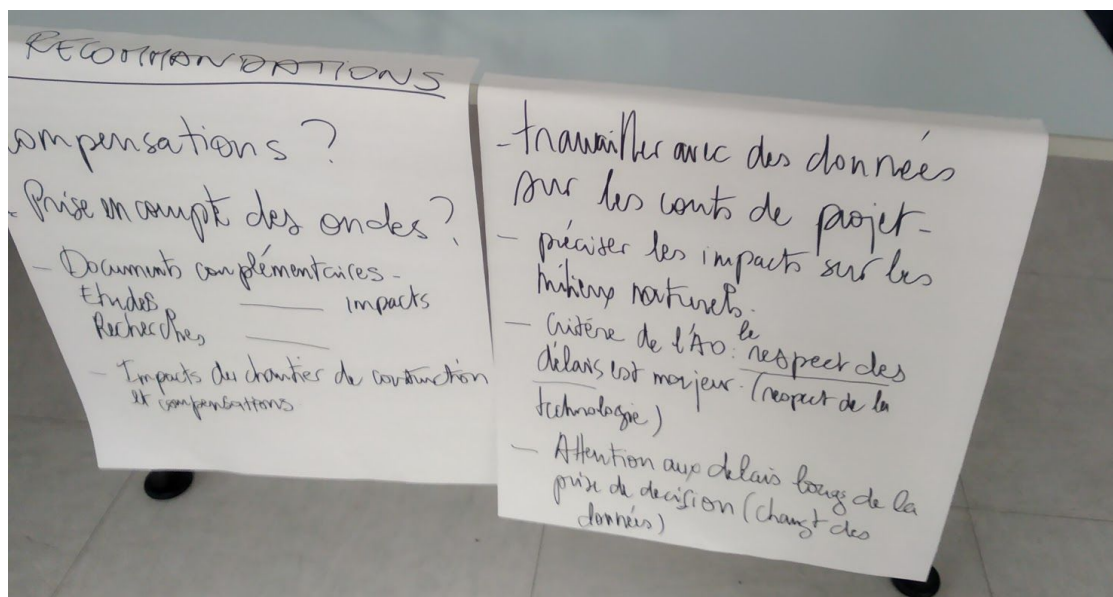 RECOMMANDATIONS
ompensations ?
- Prise en compte des ondes ?
- Documents complémentaires -
Etudes —— impacts
Recherches ——
- Impacts du chantier de construction
et compensations
- travailler avec des données
sur les couts de projet -
- préciser les impacts sur les
milieux naturels.
- Critère de l'AO : le respect des
délais est majeur. (respect de la
technologie)
- Attention aux délais longs de la
prise de décision (changt des
données)